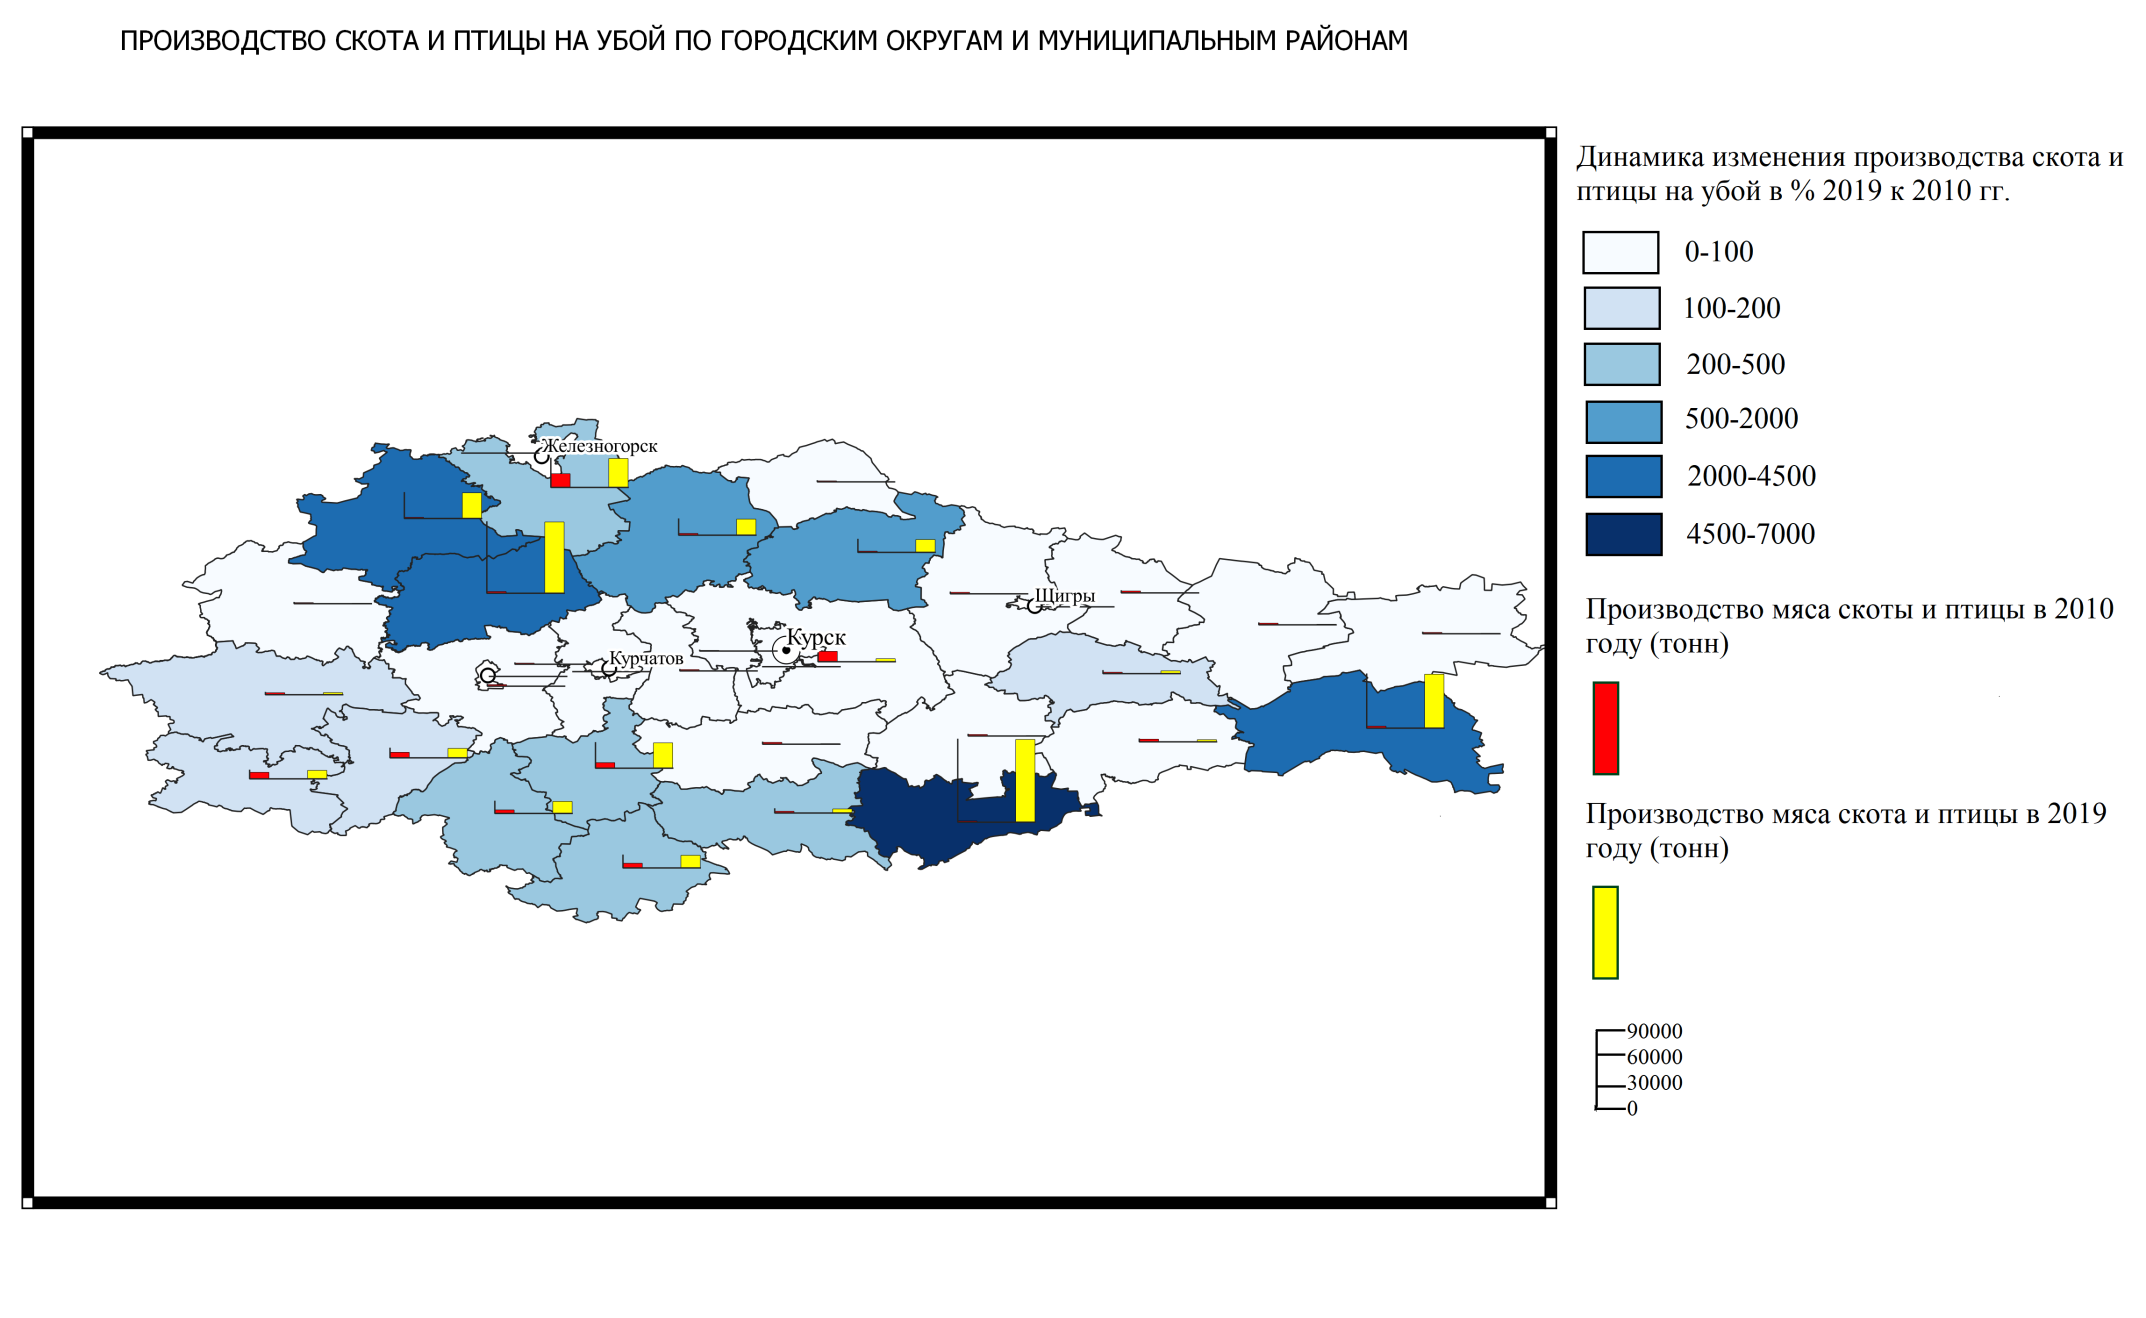 ПРОИЗВОДСТВО СКОТА И ПТИЦЫ НА УБОЙ ПО ГОРОДСКИМ ОКРУГАМ И МУНИЦИПАЛЬНЫМ РАЙОНАМ
Динамика изменения производства скота и
птицы на убой в % 2019 к 2010 гг.
0-100
100-200
200-500
500-2000
2000-4500
4500-7000
Производство мяса скоты и птицы в 2010
году (тонн)
Производство мяса скота и птицы в 2019
году (тонн)
90000
60000
30000
0
Железногорск
Щигры
Курск
Курчатов